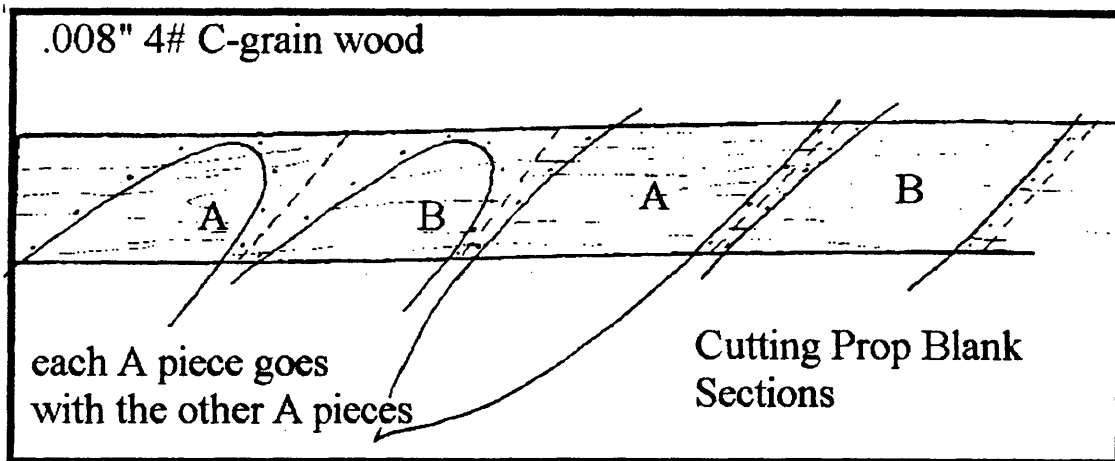 .008" 4# C-grain wood
A
B
A
B
each A piece goes
with the other A pieces
Cutting Prop Blank
Sections